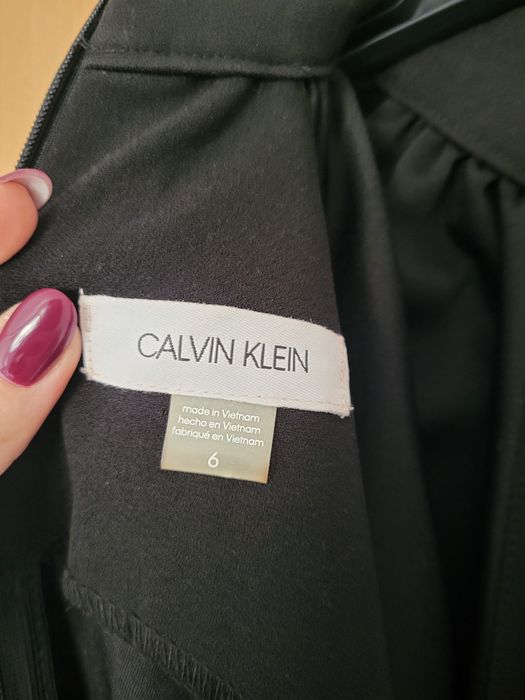 CALVIN KLEIN
made in Vietnam
hecho en Vietnam
fabriqué en Vietnam
6